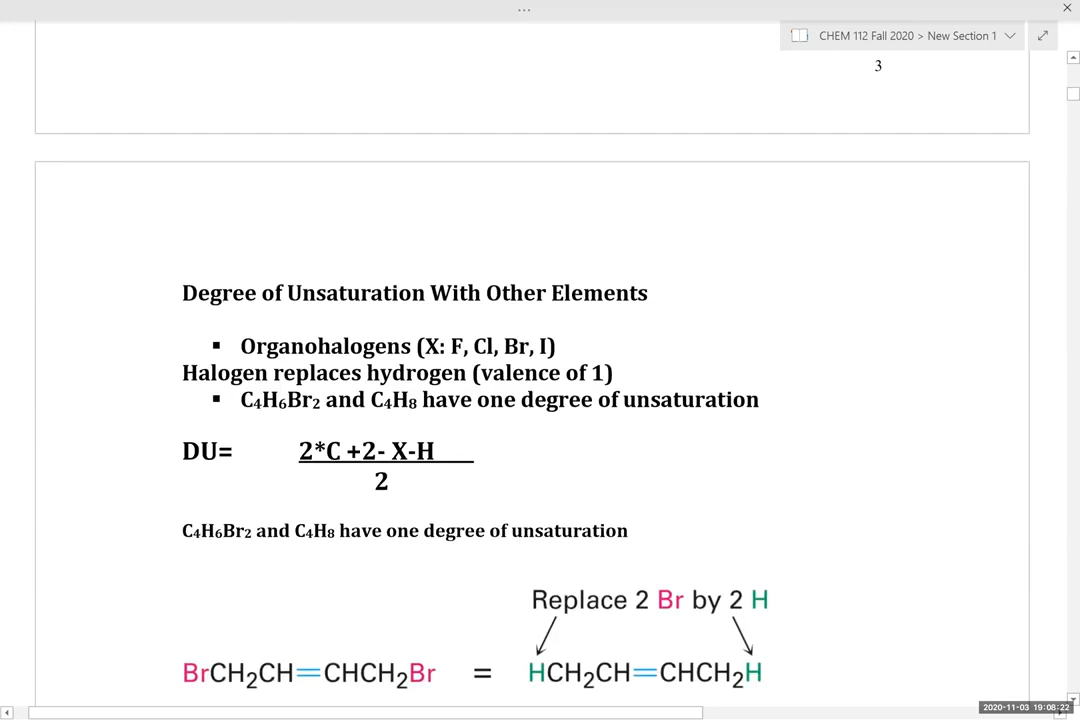 CHEM 112 Fall 2020 > New Section 1
3
Degree of Unsaturation With Other Elements
▪ Organohalogens (X: F, Cl, Br, I)
Halogen replaces hydrogen (valence of 1)
▪ C₄H₆Br₂ and C₄H₈ have one degree of unsaturation
DU= 2*C +2- X-H
2
C₄H₆Br₂ and C₄H₈ have one degree of unsaturation
Replace 2 Br by 2 H
BrCH₂CH=CHCH₂Br = HCH₂CH=CHCH₂H
2020-11-03 19:08:22